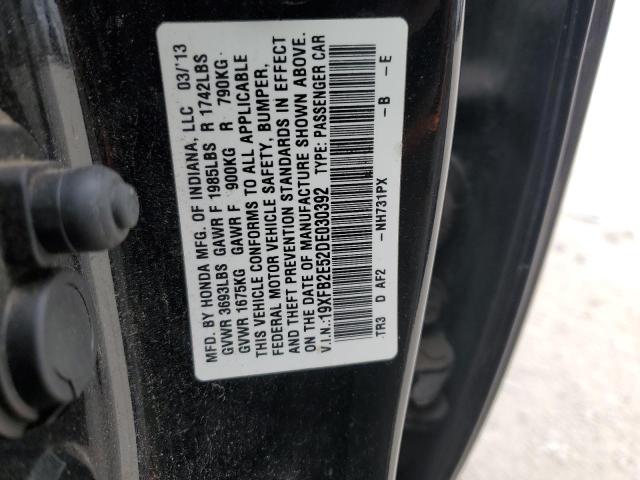 MFD. BY HONDA MFG. OF INDIANA, LLC 03/'13
GVWR 3693LBS GAWR F 1985LBS R 1742LBS
GVWR 1675KG GAWR F 900KG R 790KG
THIS VEHICLE CONFORMS TO ALL APPLICABLE
FEDERAL MOTOR VEHICLE SAFETY, BUMPER,
AND THEFT PREVENTION STANDARDS IN EFFECT
ON THE DATE OF MANUFACTURE SHOWN ABOVE.
V.I.N.:19XFB2E52DE030392 TYPE: PASSENGER CAR
TR3 D AF2 –NH731PX –B –E